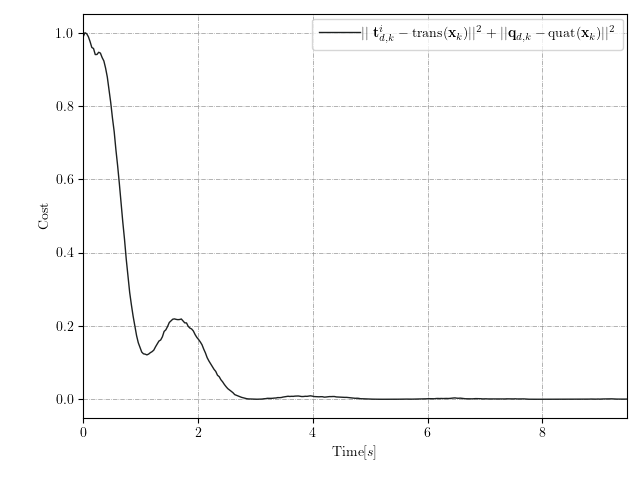 || t^i_{d,k} − trans(x_k)||^2 + ||q_{d,k} − quat(x_k)||^2
1.0
0.8
0.6
0.4
0.2
0.0
Cost
0 2 4 6 8
Time[s]